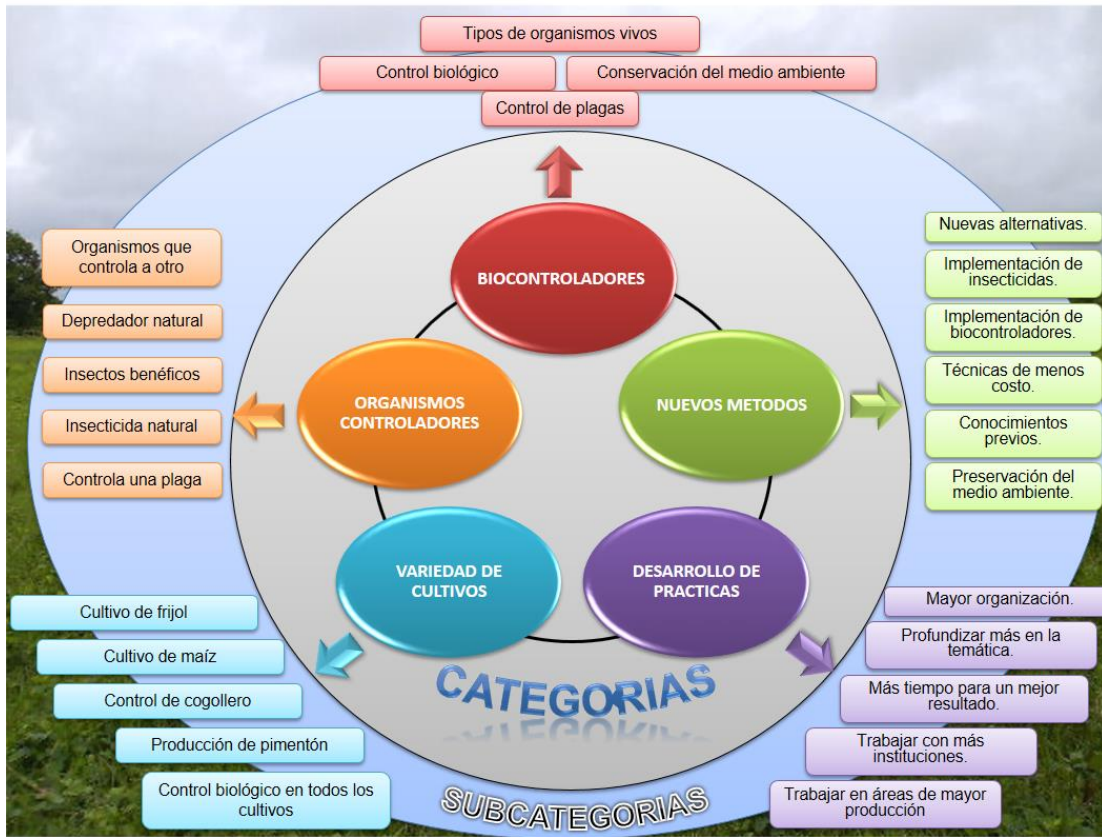 Tipos de organismos vivos
Control biológico
Conservación del medio ambiente
Control de plagas
BIOCONTROLADORES
Nuevas alternativas.
Implementación de
insecticidas.
Implementación de
biocontroladores.
Técnicas de menos
costo.
Conocimientos
previos.
Preservación del
medio ambiente.
NUEVOS METODOS
Organismos que
controla a otro
Depredador natural
Insectos benéficos
Insecticida natural
Controla una plaga
ORGANISMOS
CONTROLADORES
VARIEDAD DE
CULTIVOS
Cultivo de frijol
Cultivo de maíz
Control de cogollero
Producción de pimentón
Control biológico en todos los
cultivos
DESARROLLO DE
PRACTICAS
Mayor organización.
Profundizar más en la
temática.
Más tiempo para un mejor
resultado.
Trabajar con más
instituciones.
Trabajar en áreas de mayor
producción
CATEGORIAS
SUBCATEGORIAS